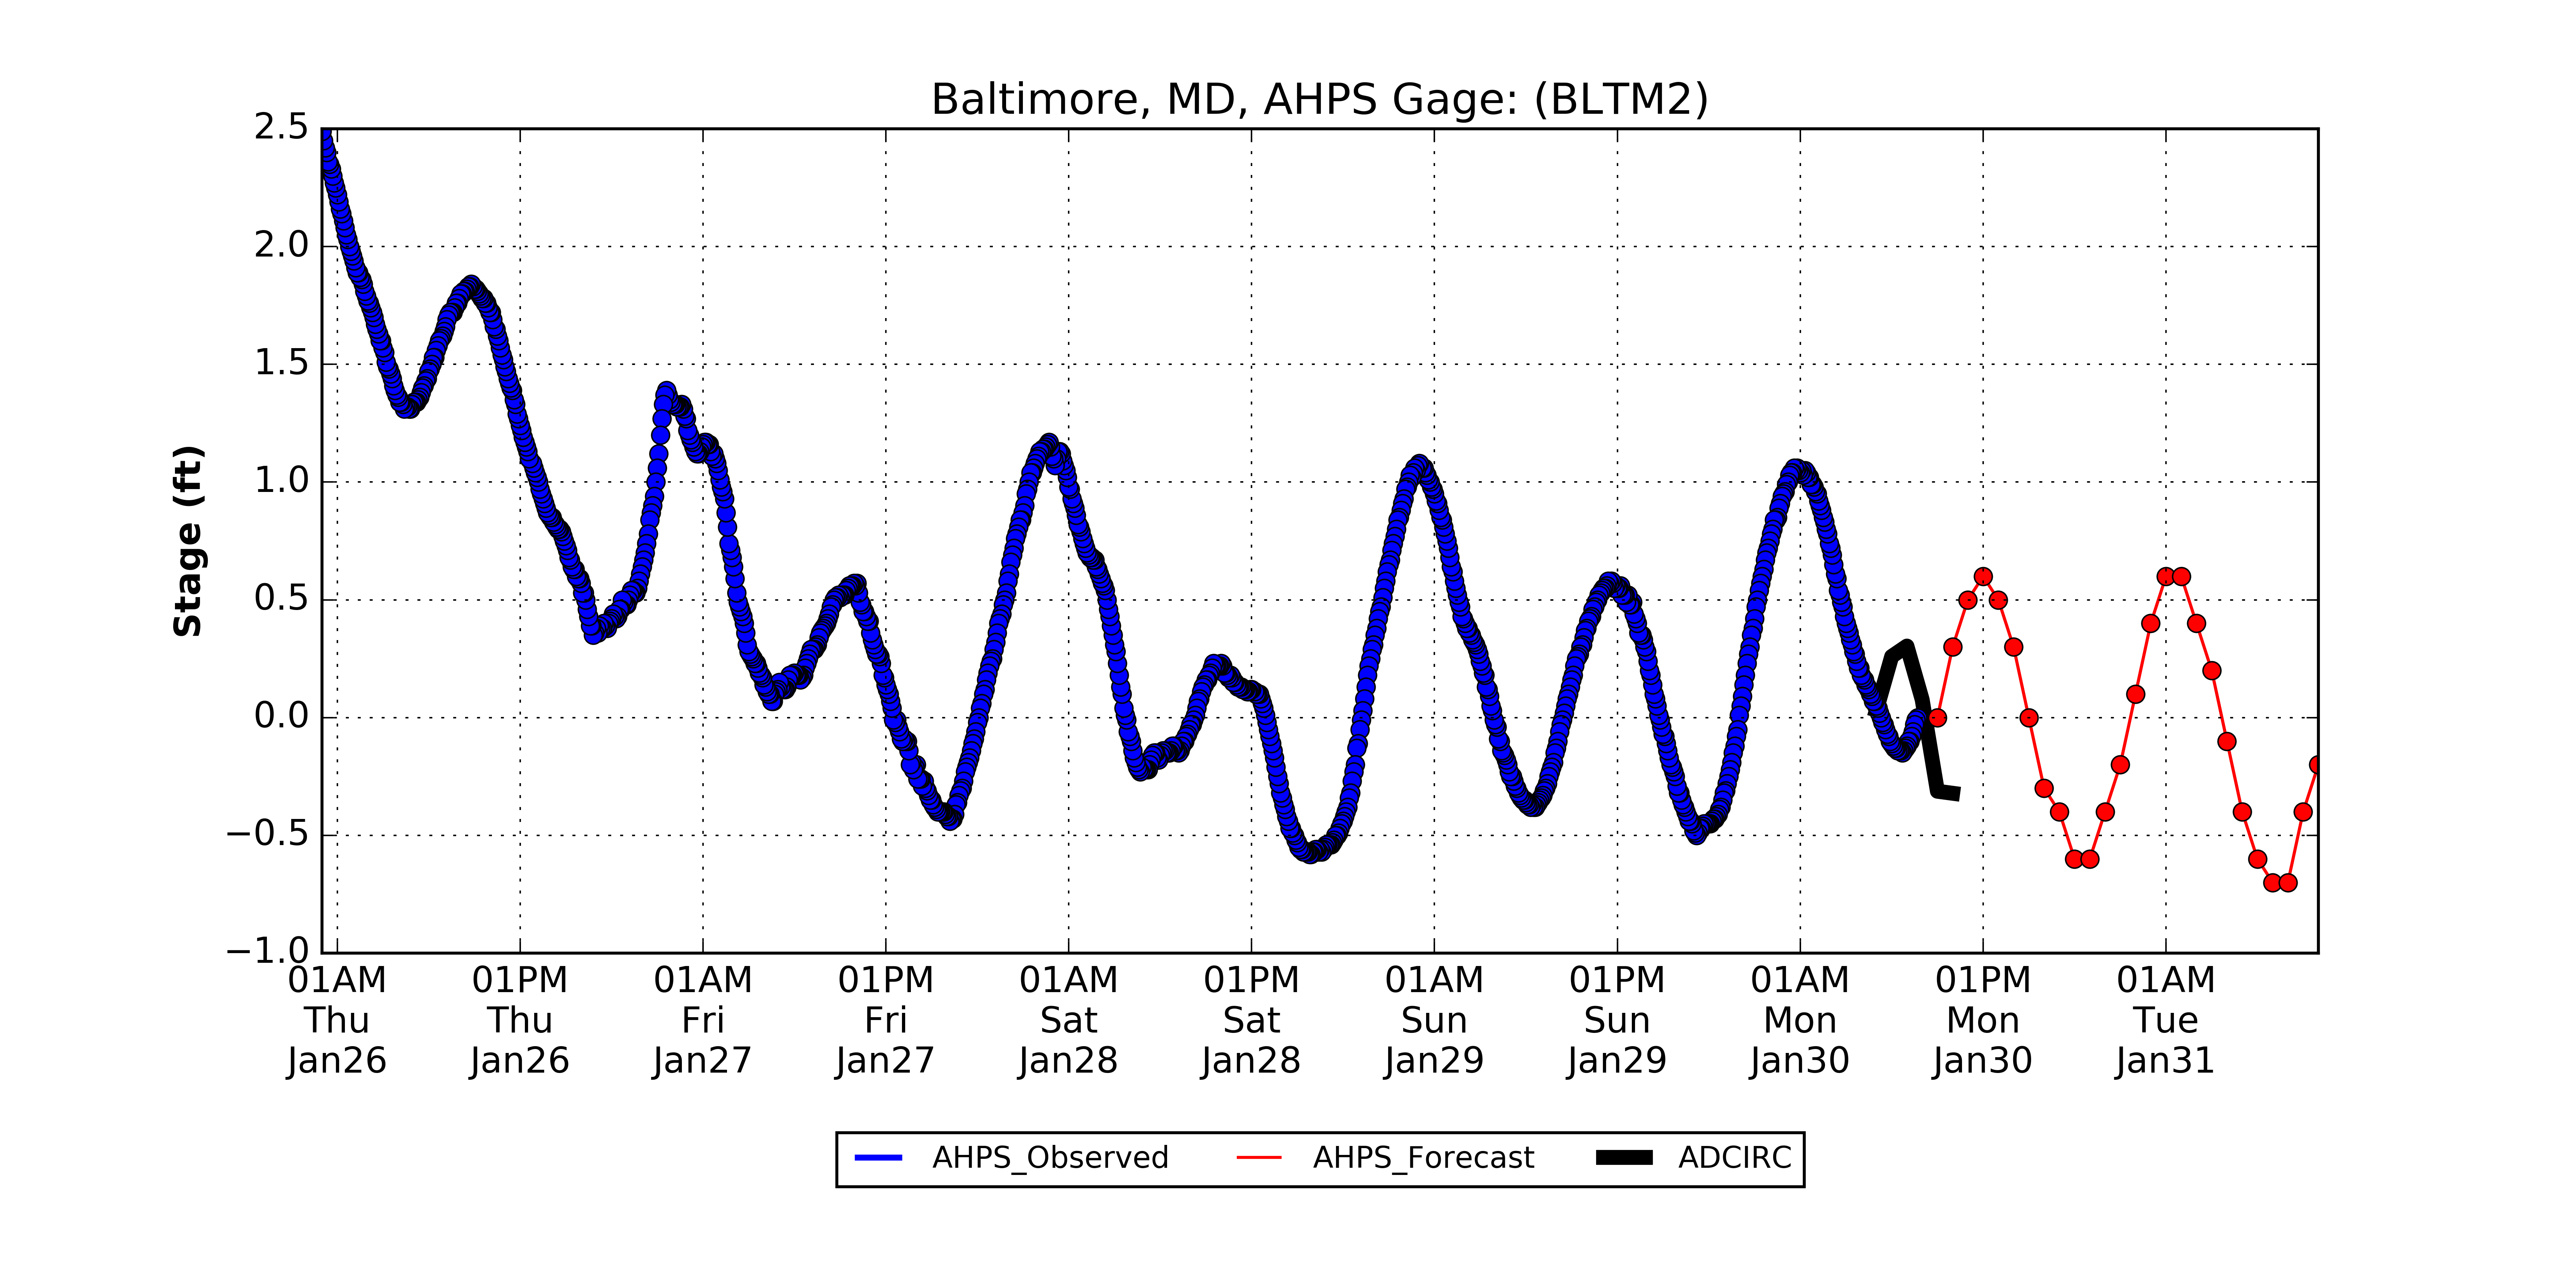 Baltimore, MD, AHPS Gage: (BLTM2)
Stage (ft)
2.5
2.0
1.5
1.0
0.5
0.0
−0.5
−1.0
01AM 01PM 01AM 01PM 01AM 01PM 01AM 01PM 01AM 01PM 01AM
Thu Thu Fri Fri Sat Sat Sun Sun Mon Mon Tue
Jan26 Jan26 Jan27 Jan27 Jan28 Jan28 Jan29 Jan29 Jan30 Jan30 Jan31
AHPS_Observed AHPS_Forecast ADCIRC